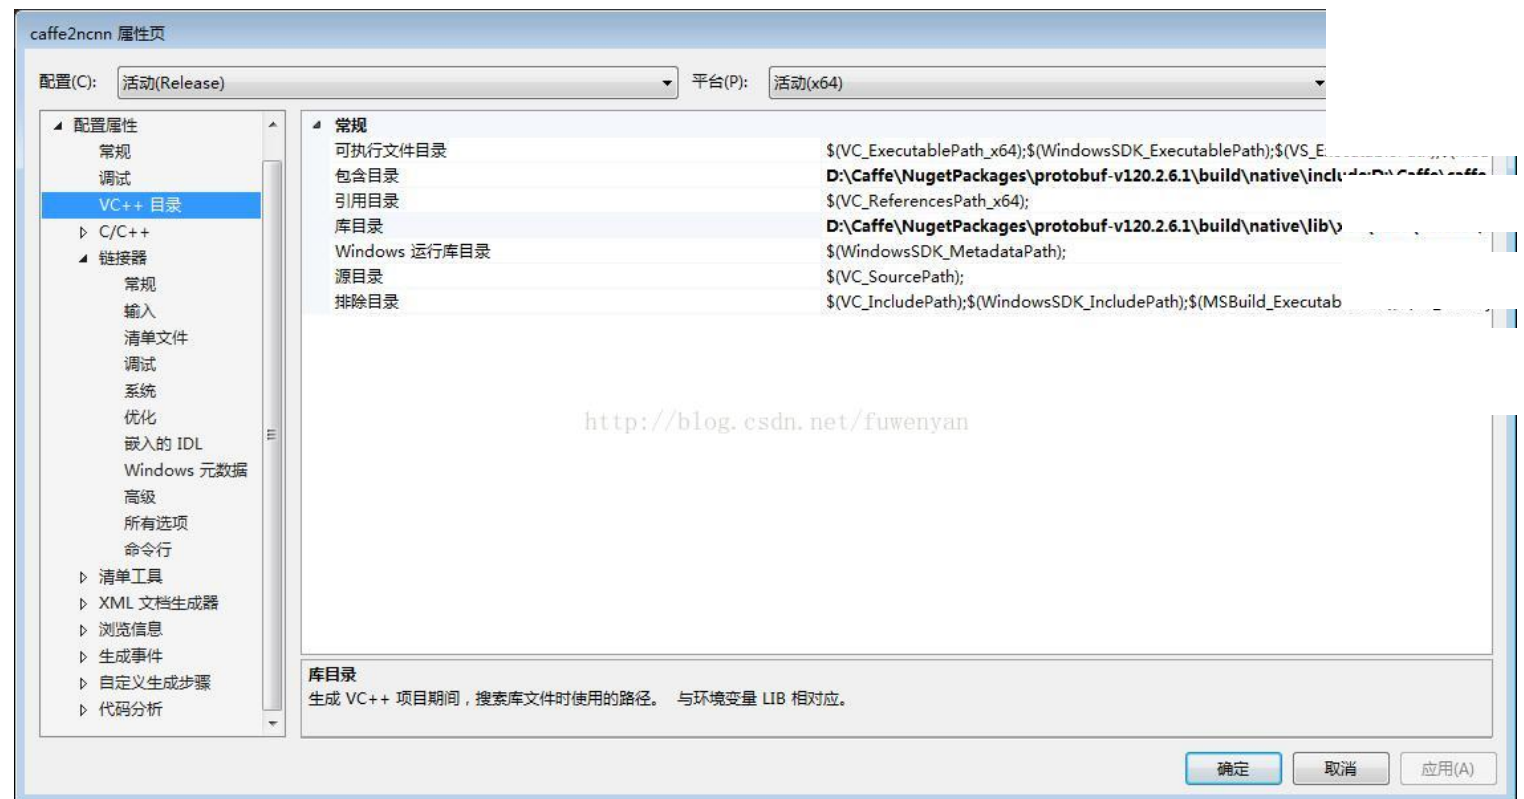 caffe2ncnn 属性页
配置(C): 活动(Release) 平台(P): 活动(x64)
配置属性
常规
调试
VC++ 目录
C/C++
链接器
常规
输入
清单文件
调试
系统
优化
嵌入的 IDL
Windows 元数据
高级
所有选项
命令行
清单工具
XML 文档生成器
浏览信息
生成事件
自定义生成步骤
代码分析
常规
可执行文件目录 $(VC_ExecutablePath_x64);$(WindowsSDK_ExecutablePath);
包含目录 D:\Caffe\NugetPackages\protobuf-v120.2.6.1\build\native\include;D:\Caffe\caffe
引用目录 $(VC_ReferencesPath_x64);
库目录 D:\Caffe\NugetPackages\protobuf-v120.2.6.1\build\native\lib\
Windows 运行库目录 $(WindowsSDK_MetadataPath);
源目录 $(VC_SourcePath);
排除目录 $(VC_IncludePath);$(WindowsSDK_IncludePath);$(MSBuild_Executab
http://blog.csdn.net/fuwenyan
库目录
生成 VC++ 项目期间，搜索库文件时使用的路径。 与环境变量 LIB 相对应。
确定 取消 应用(A)